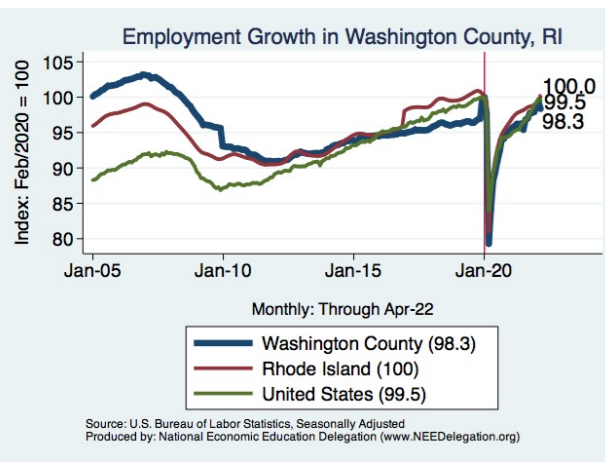 Employment Growth in Washington County, RI
Index: Feb/2020 = 100
105
100
95
90
85
80
100.0
99.5
98.3
Jan-05 Jan-10 Jan-15 Jan-20
Monthly: Through Apr-22
Washington County (98.3)
Rhode Island (100)
United States (99.5)
Source: U.S. Bureau of Labor Statistics, Seasonally Adjusted
Produced by: National Economic Education Delegation (www.NEEDelegation.org)